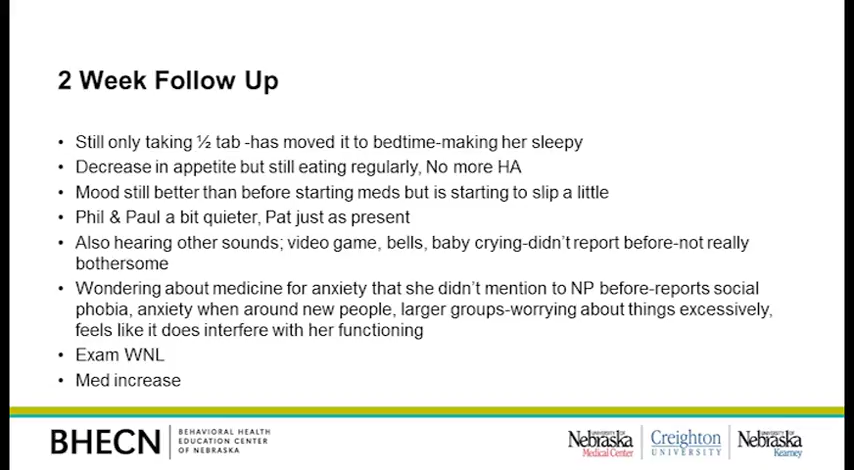 2 Week Follow Up
• Still only taking ½ tab -has moved it to bedtime-making her sleepy
• Decrease in appetite but still eating regularly, No more HA
• Mood still better than before starting meds but is starting to slip a little
• Phil & Paul a bit quieter, Pat just as present
• Also hearing other sounds; video game, bells, baby crying-didn't report before-not really
bothersome
• Wondering about medicine for anxiety that she didn't mention to NP before-reports social
phobia, anxiety when around new people, larger groups-worrying about things excessively,
feels like it does interfere with her functioning
• Exam WNL
• Med increase
BHECN
BEHAVIORAL HEALTH
EDUCATION CENTER
OF NEBRASKA
UNIVERSITY OF
Nebraska
Medical Center
Creighton
UNIVERSITY
UNIVERSITY OF
Nebraska
Kearney